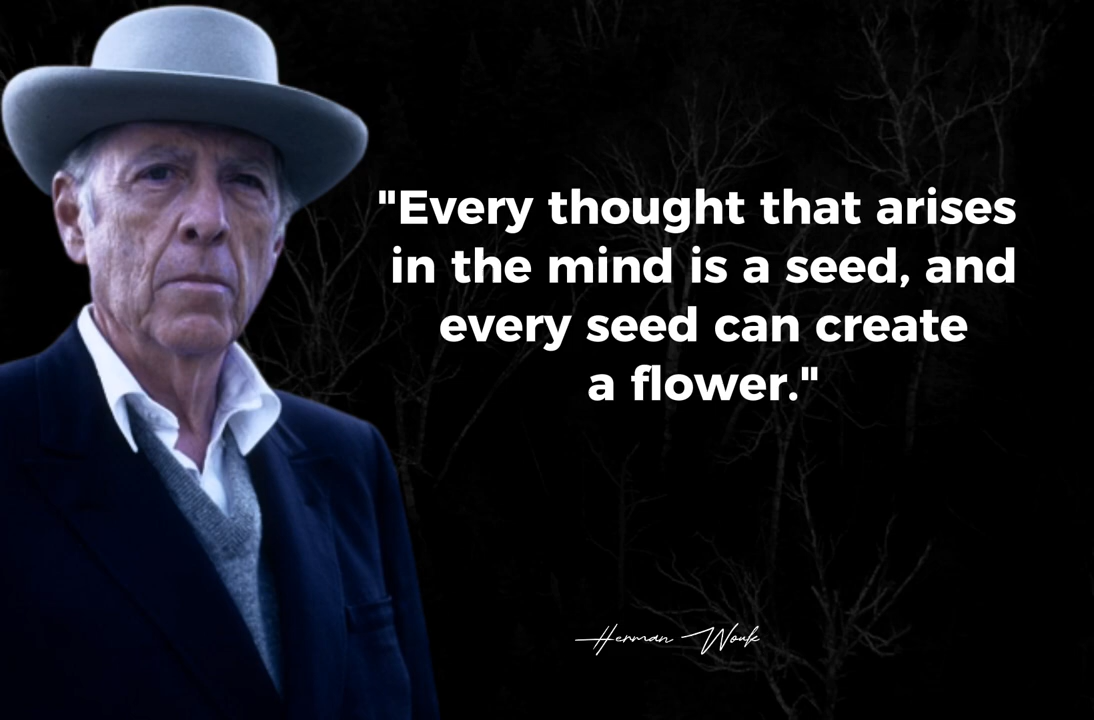 "Every thought that arises
in the mind is a seed, and
every seed can create
a flower."
Herman Wouk